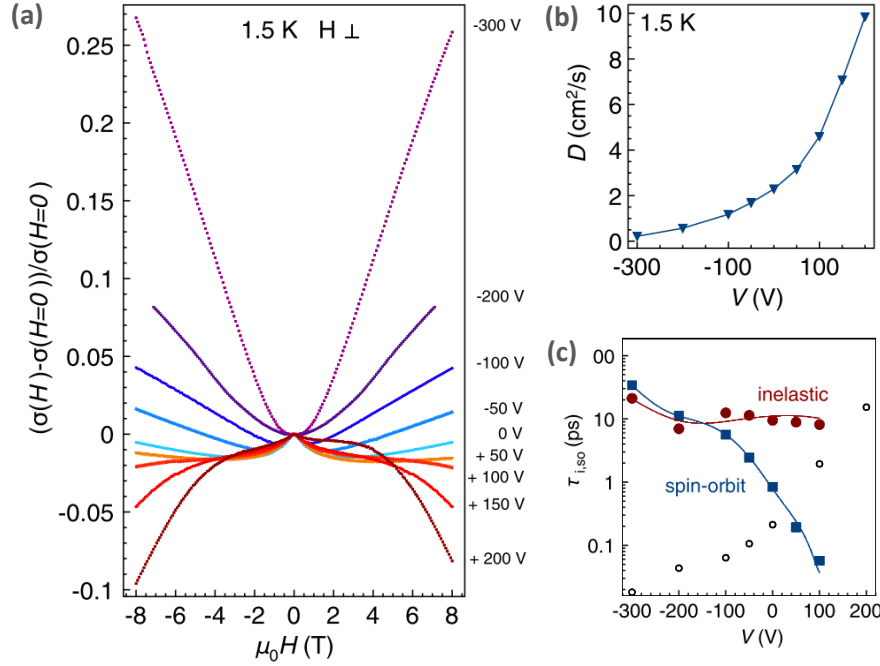 (a)
1.5 K H ⊥
(σ(H)-σ(H=0))/σ(H=0)
0.25
0.2
0.15
0.1
0.05
0
-0.05
-0.1
-8 -6 -4 -2 0 2 4 6 8
μ₀H (T)
-300 V
-200 V
-100 V
-50 V
0 V
+ 50 V
+ 100 V
+ 150 V
+ 200 V
(b)
1.5 K
D (cm²/s)
10
8
6
4
2
0
-300 -100 100
V (V)
(c)
τ i,so (ps)
00
10
1
0.1
inelastic
spin-orbit
-300 -200 -100 0 100 200
V (V)